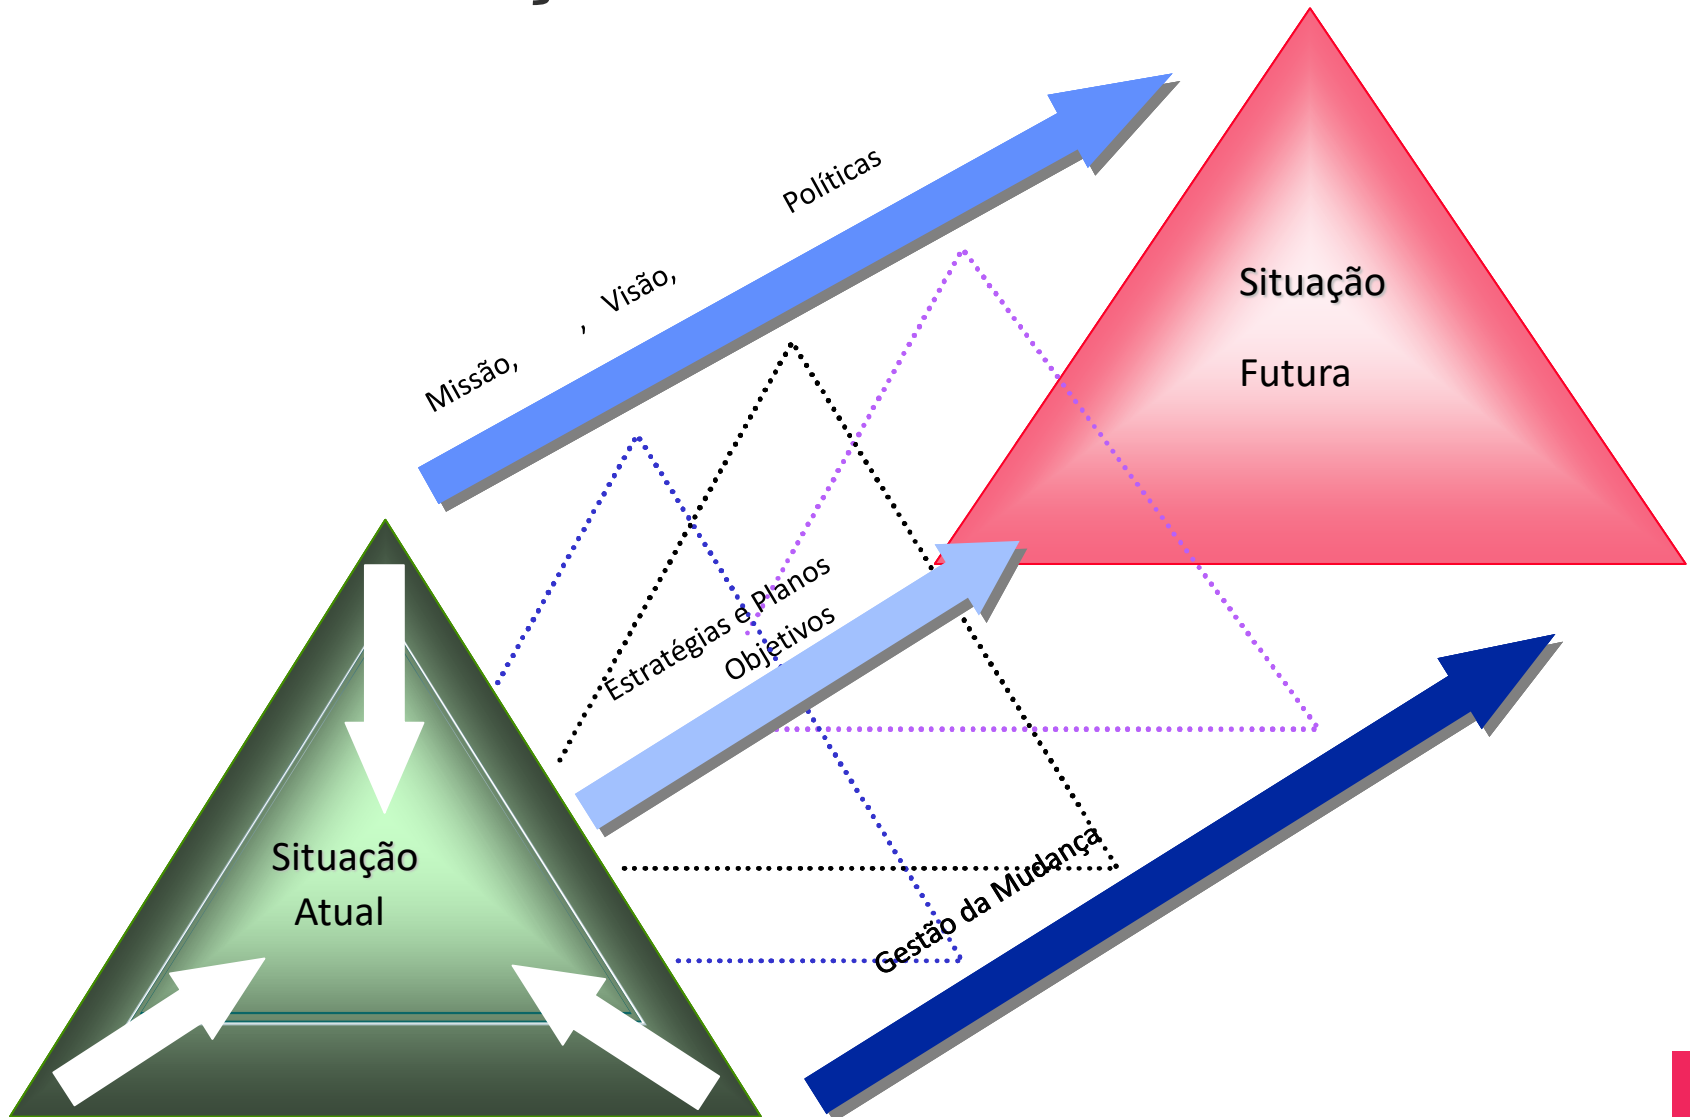 Políticas
, Visão,
Missão,
Situação
Futura
Estratégias e Planos
Objetivos
Situação
Atual
Gestão da Mudança